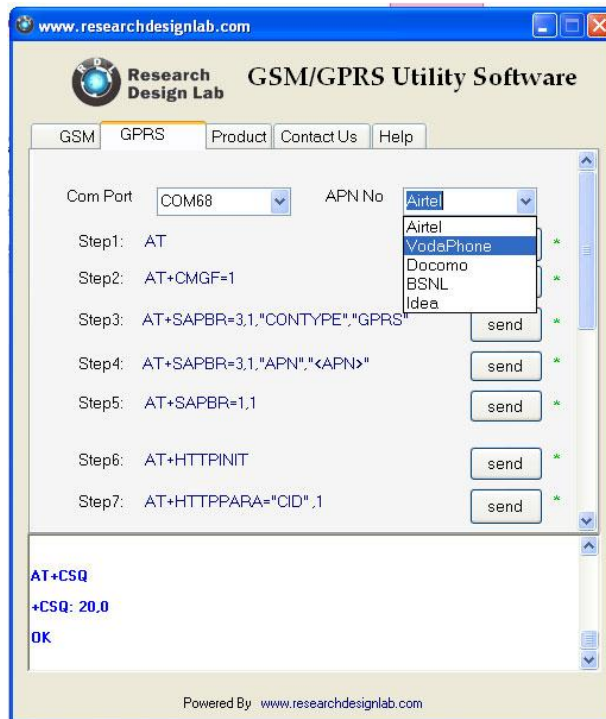 www.researchdesignlab.com
RDL
Research
Design Lab
GSM/GPRS Utility Software
GSM GPRS Product Contact Us Help
Com Port COM68 APN No Airtel
Airtel
VodaPhone
Docomo
BSNL
Idea
Step1: AT *
Step2: AT+CMGF=1 *
Step3: AT+SAPBR=3,1,"CONTYPE","GPRS" send *
Step4: AT+SAPBR=3,1,"APN","<APN>" send *
Step5: AT+SAPBR=1,1 send *
Step6: AT+HTTPINIT send *
Step7: AT+HTTPPARA="CID",1 send *
AT+CSQ
+CSQ: 20,0
OK
Powered By www.researchdesignlab.com